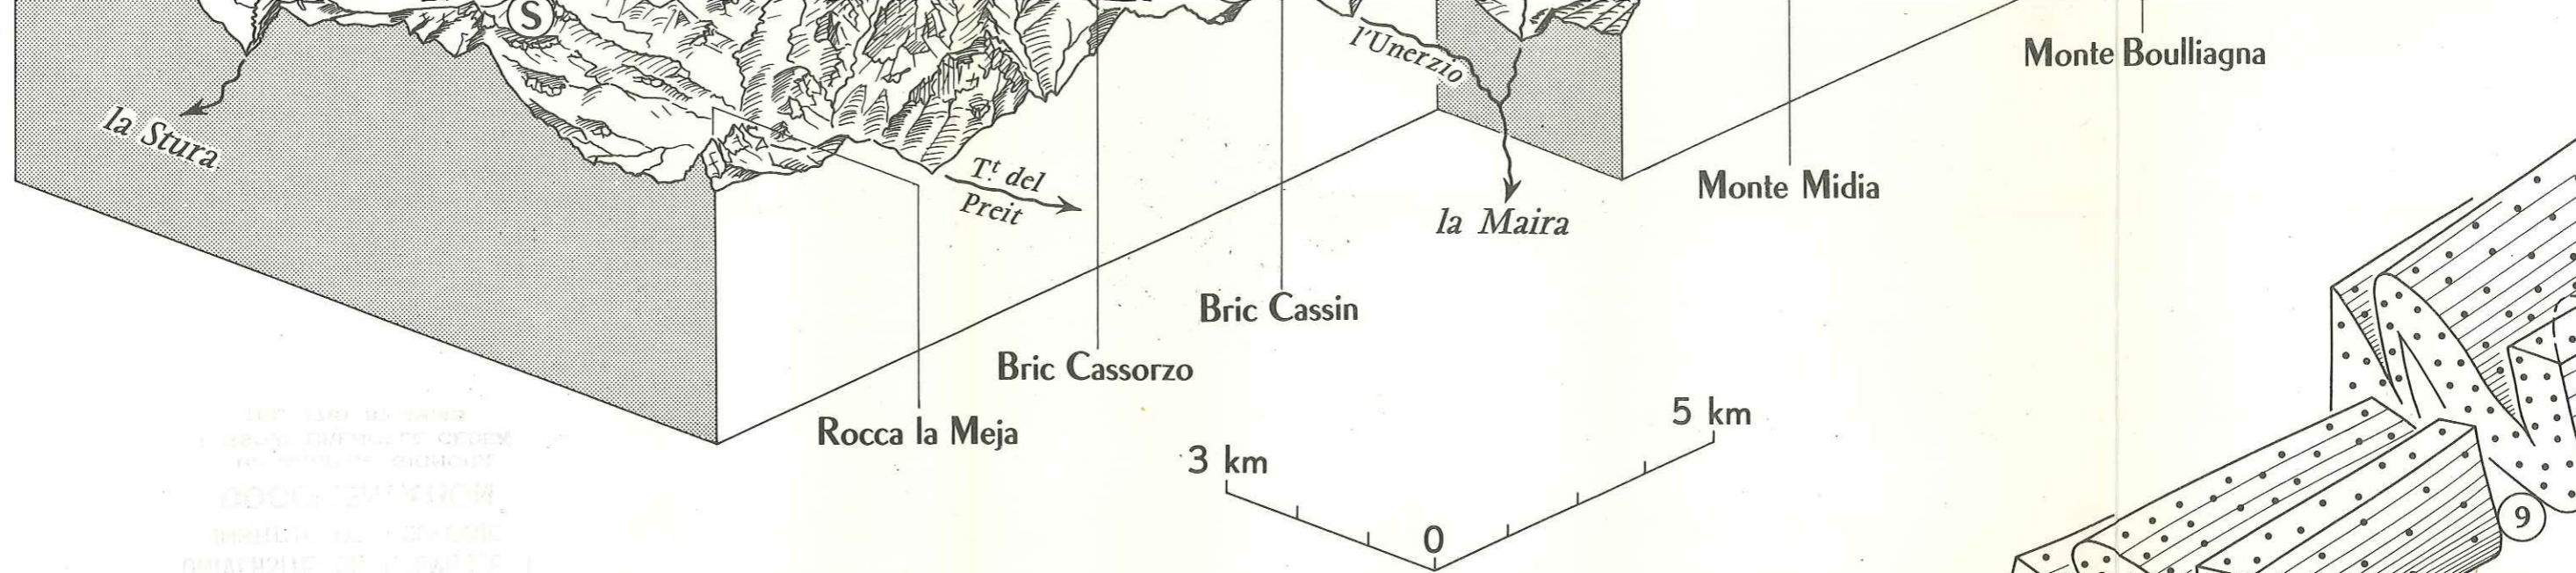 S
l'Unerzio
Monte Boulliagna
la Stura
Tt. del
Preit
Monte Midia
la Maira
Bric Cassin
Bric Cassorzo
Rocca la Meja
5 km
3 km
0
9